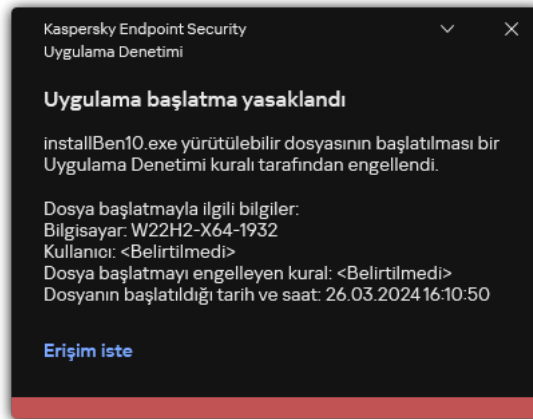 Kaspersky Endpoint Security
Uygulama Denetimi
Uygulama başlatma yasaklandı
installBen10.exe yürütülebilir dosyasının başlatılması bir
Uygulama Denetimi kuralı tarafından engellendi.
Dosya başlatmayla ilgili bilgiler:
Bilgisayar: W22H2-X64-1932
Kullanıcı: <Belirtilmedi>
Dosya başlatmayı engelleyen kural: <Belirtilmedi>
Dosyanın başlatıldığı tarih ve saat: 26.03.2024 16:10:50
Erişim iste